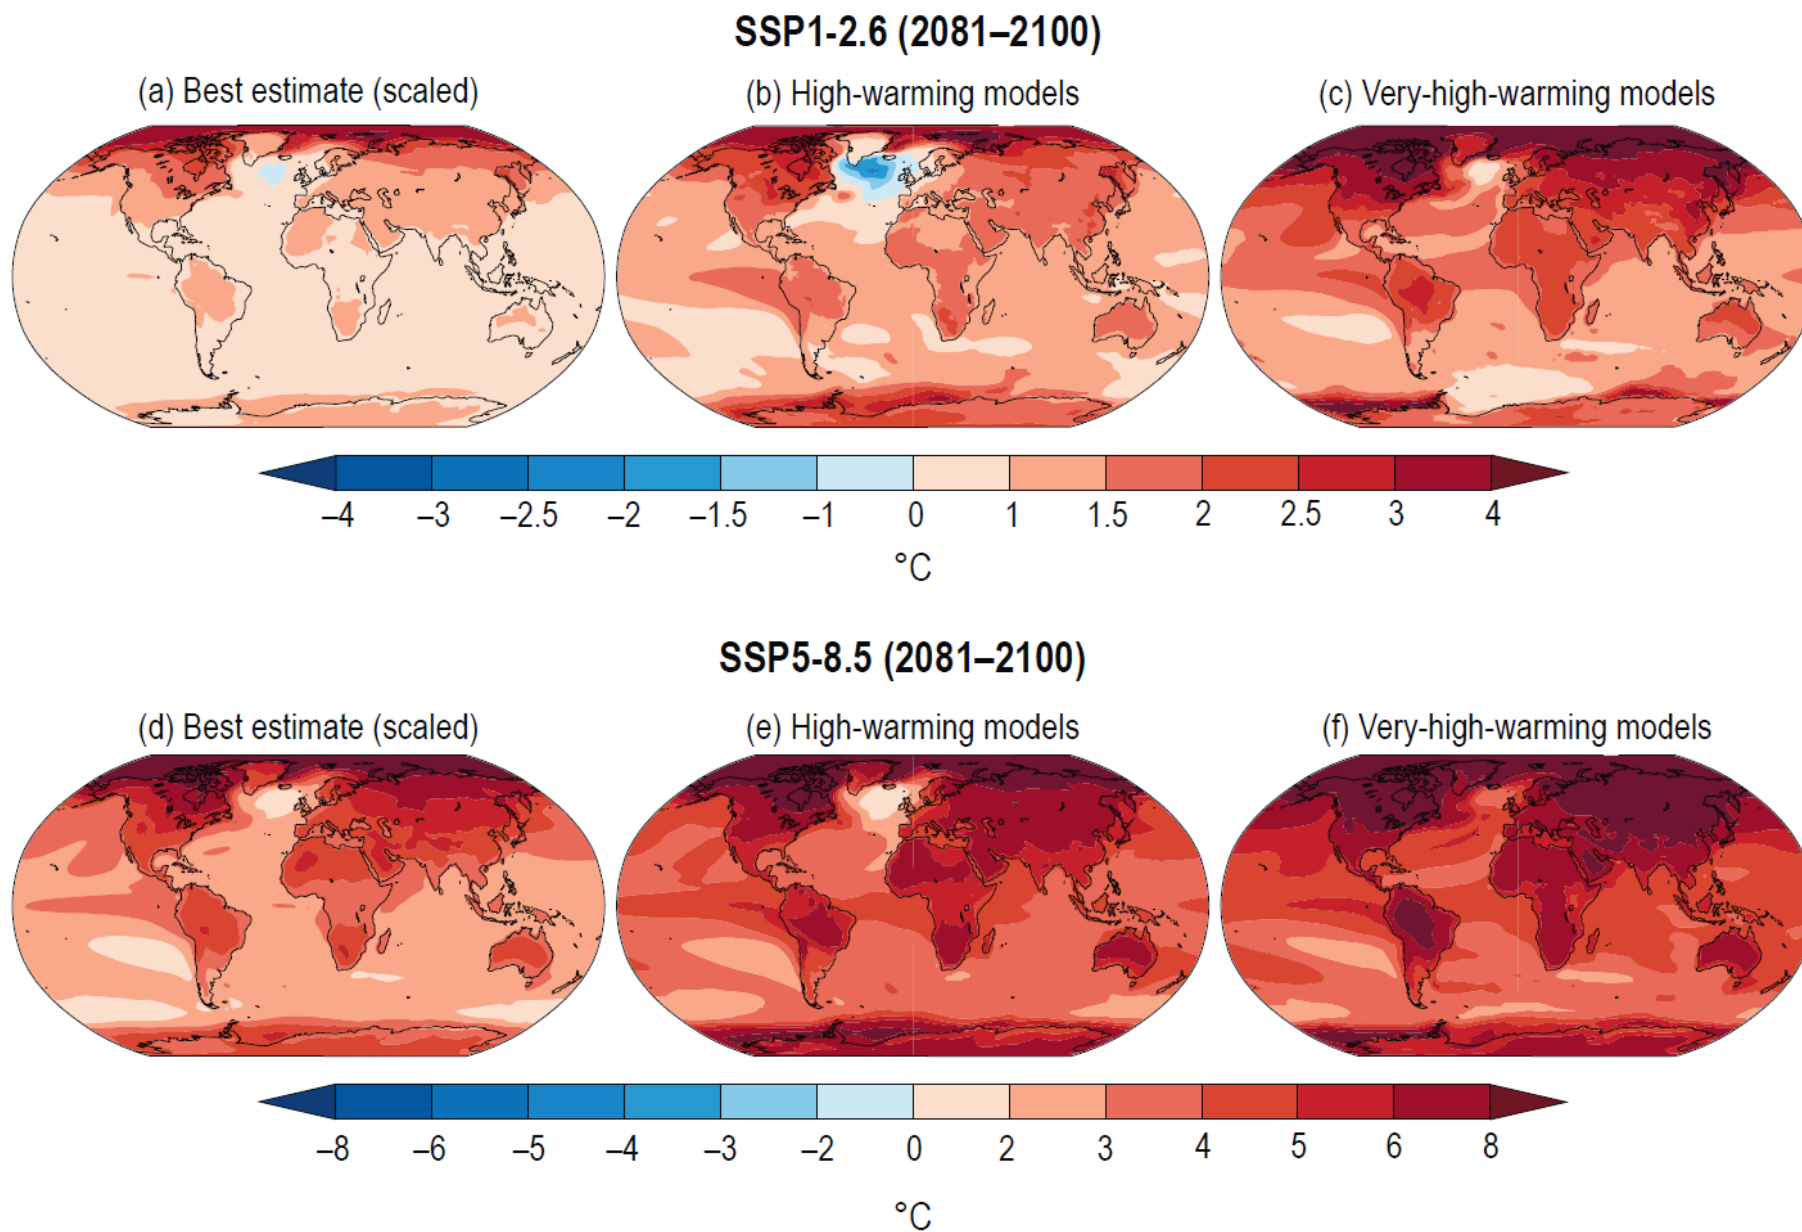 SSP1-2.6 (2081–2100)
(a) Best estimate (scaled) (b) High-warming models (c) Very-high-warming models
–4 –3 –2.5 –2 –1.5 –1 0 1 1.5 2 2.5 3 4
°C
SSP5-8.5 (2081–2100)
(d) Best estimate (scaled) (e) High-warming models (f) Very-high-warming models
–8 –6 –5 –4 –3 –2 0 2 3 4 5 6 8
°C